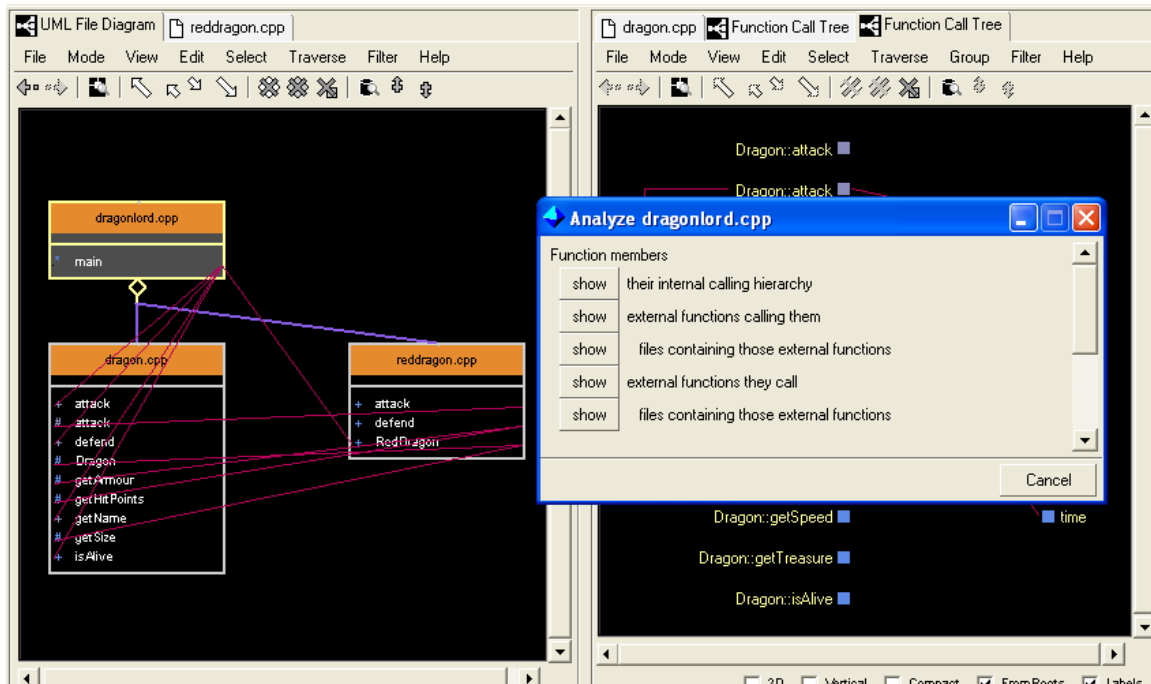 UML File Diagram reddragon.cpp
File Mode View Edit Select Traverse Filter Help
dragonlord.cpp
main
dragon.cpp
+ attack
# attack
+ defend
# Dragon
# getArmour
# getHitPoints
+ getName
# getSize
+ isAlive
reddragon.cpp
+ attack
+ defend
+ RedDragon
dragon.cpp Function Call Tree Function Call Tree
File Mode View Edit Select Traverse Group Filter Help
Dragon::attack
Dragon::attack
Analyze dragonlord.cpp
Function members
show their internal calling hierarchy
show external functions calling them
show files containing those external functions
show external functions they call
show files containing those external functions
Cancel
Dragon::getSpeed
time
Dragon::getTreasure
Dragon::isAlive
3D Vertical Compact From Roots Labels